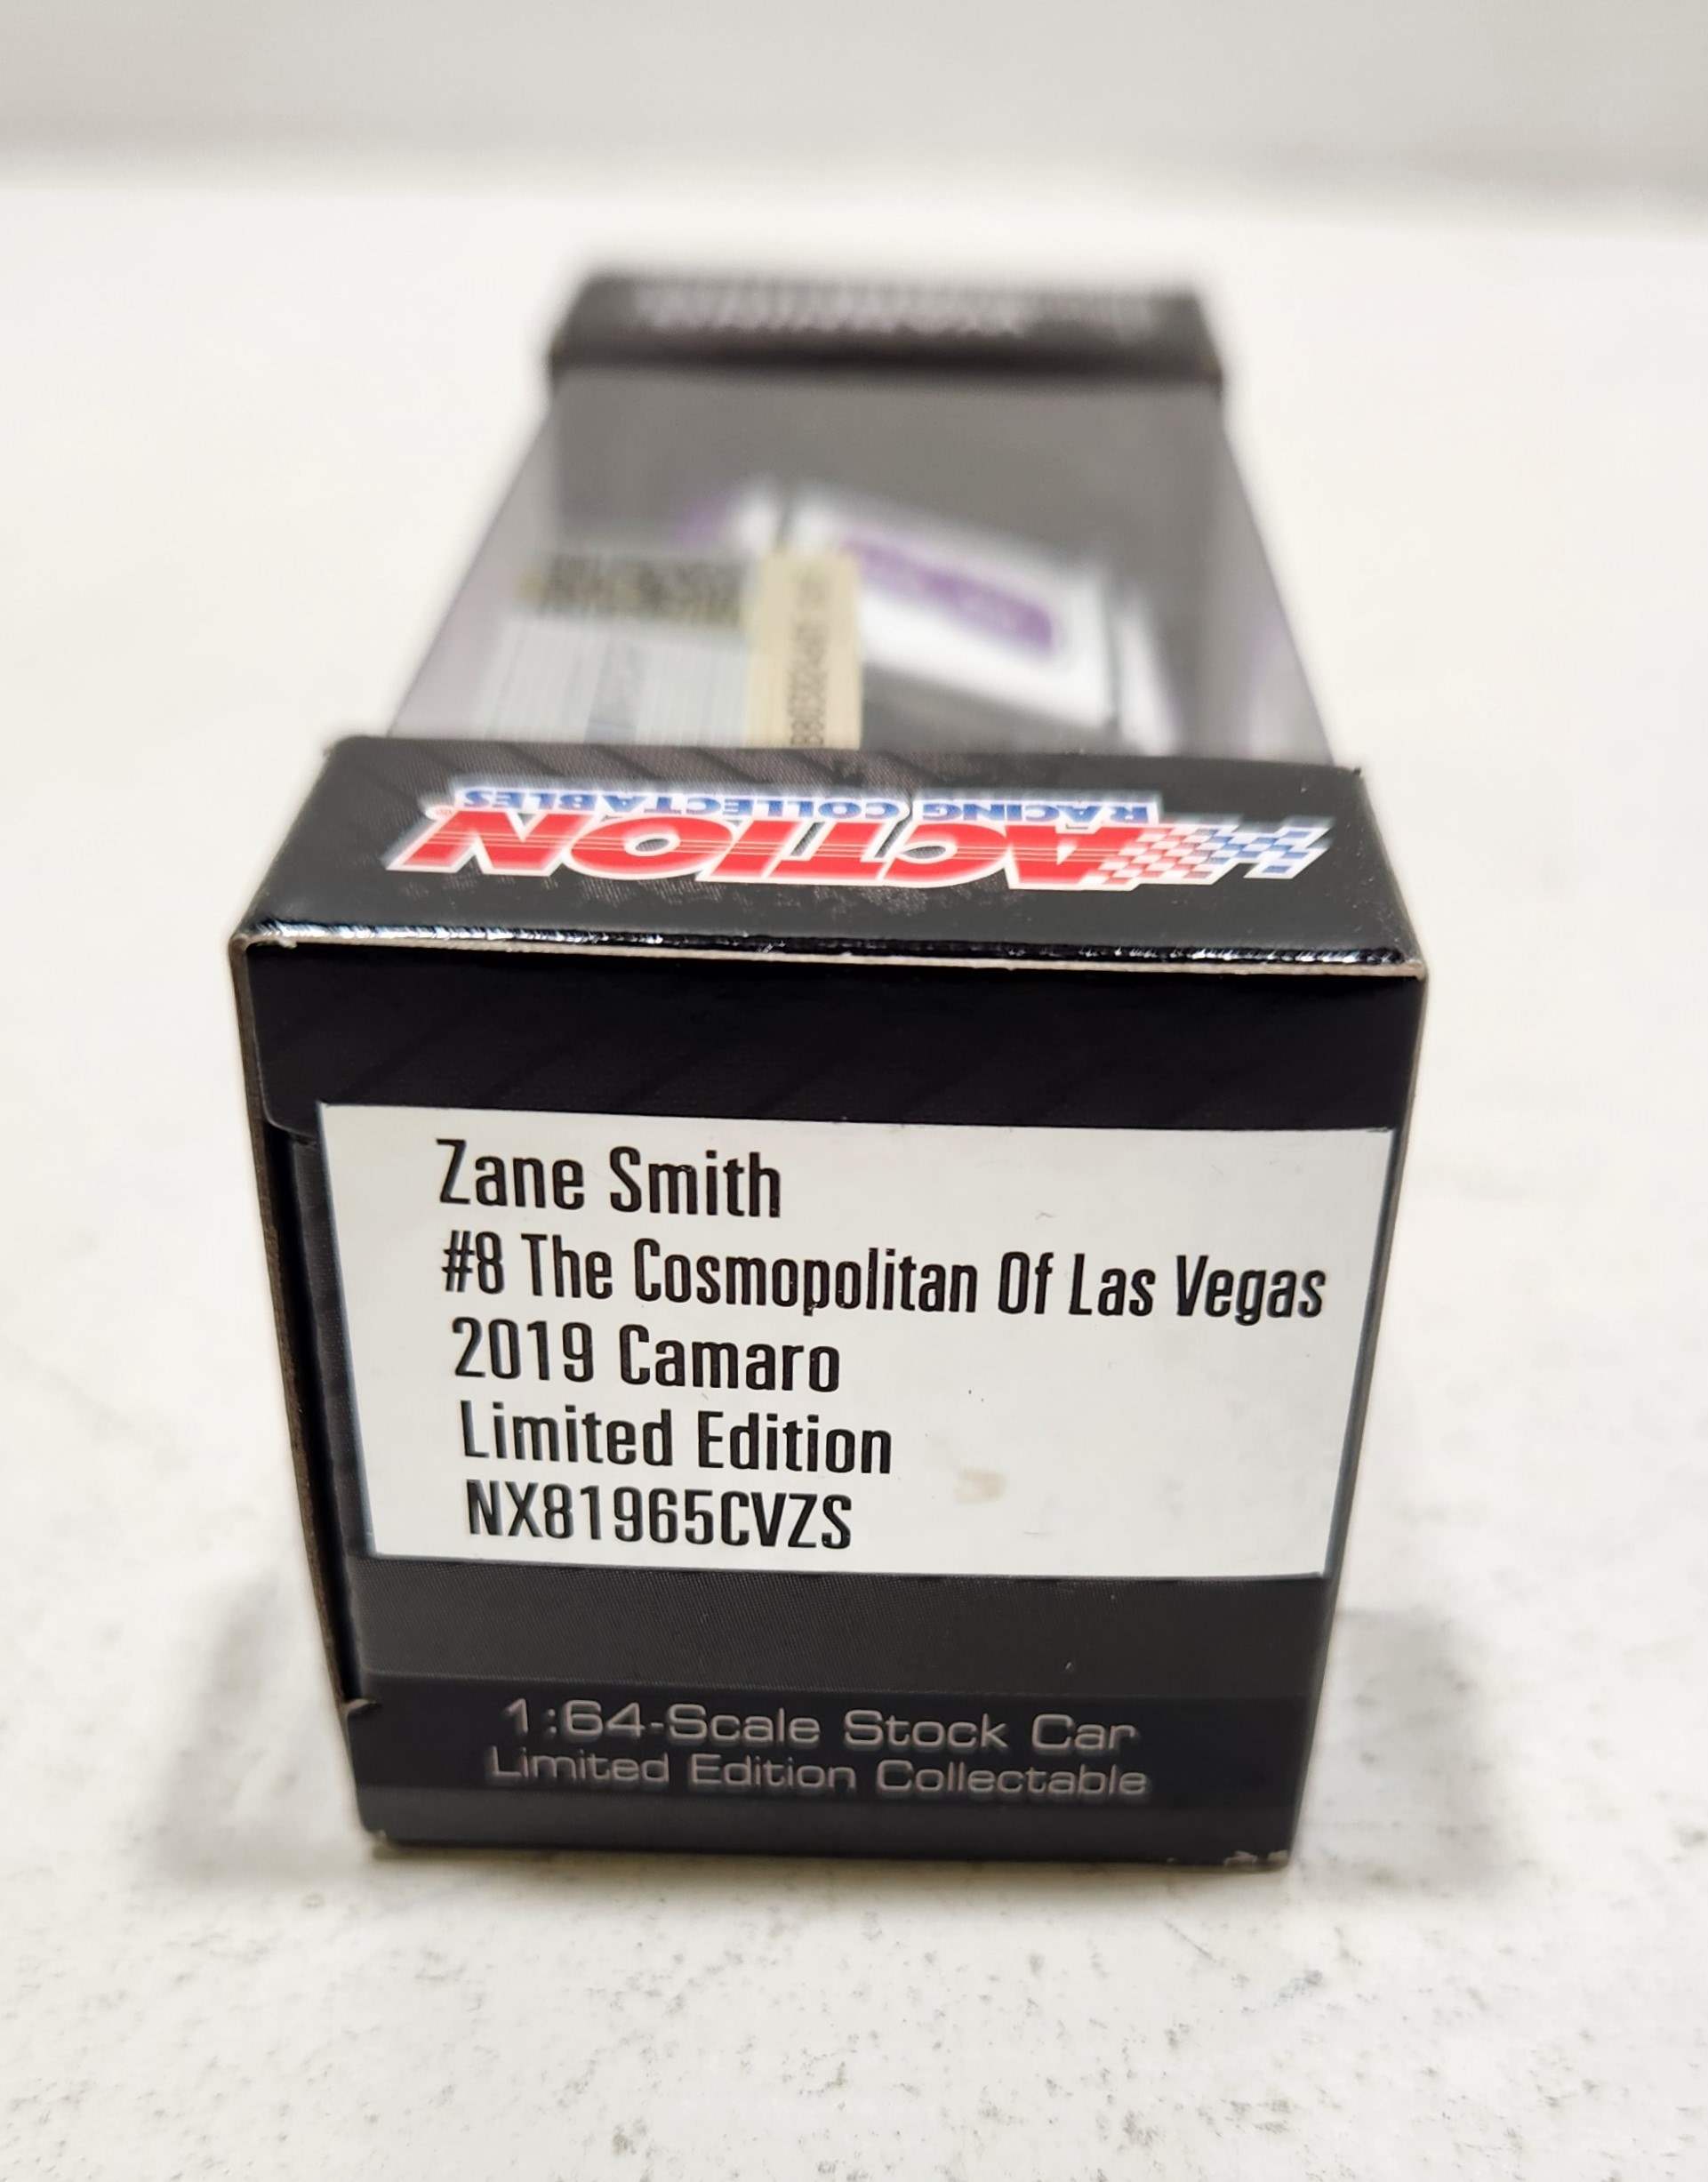 ACTION®
RACING COLLECTABLES
Zane Smith
#8 The Cosmopolitan Of Las Vegas
2019 Camaro
Limited Edition
NX81965CVZS
1:64-Scale Stock Car
Limited Edition Collectable